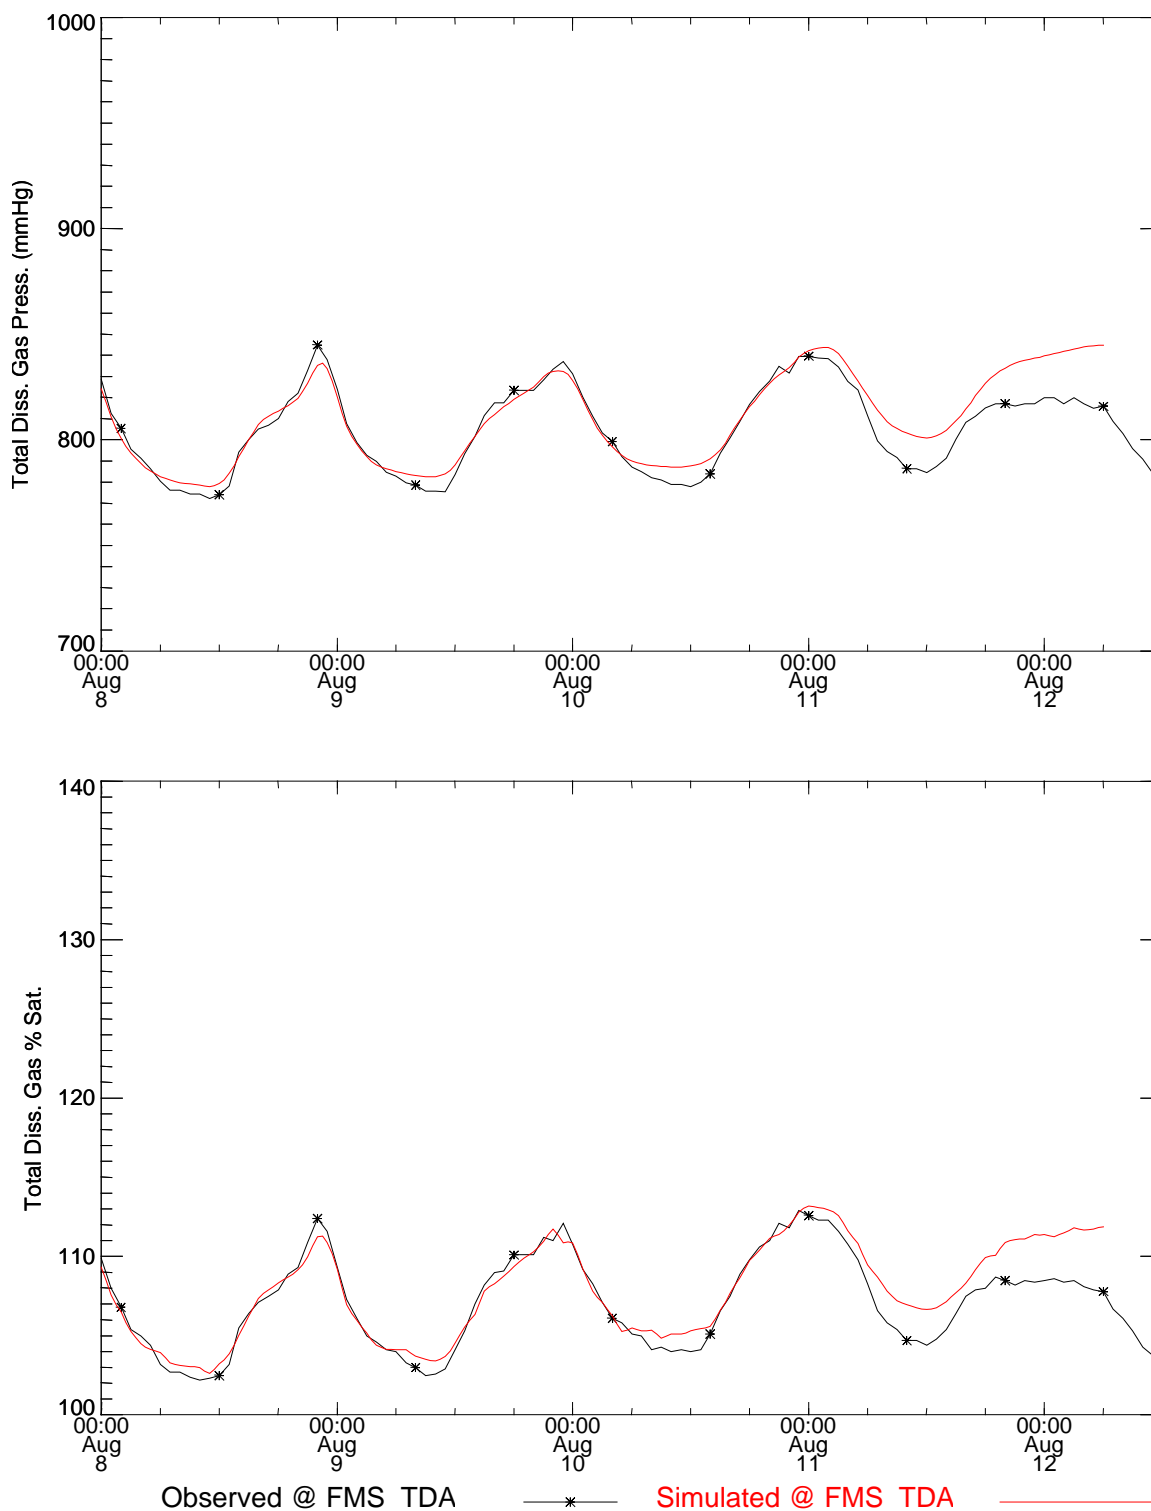 1000
900
800
700
Total Diss. Gas Press. (mmHg)
00:00 00:00 00:00 00:00 00:00
Aug Aug Aug Aug Aug
8 9 10 11 12
140
130
120
110
100
Total Diss. Gas % Sat.
00:00 00:00 00:00 00:00 00:00
Aug Aug Aug Aug Aug
8 9 10 11 12
Observed @ FMS TDA Simulated @ FMS TDA